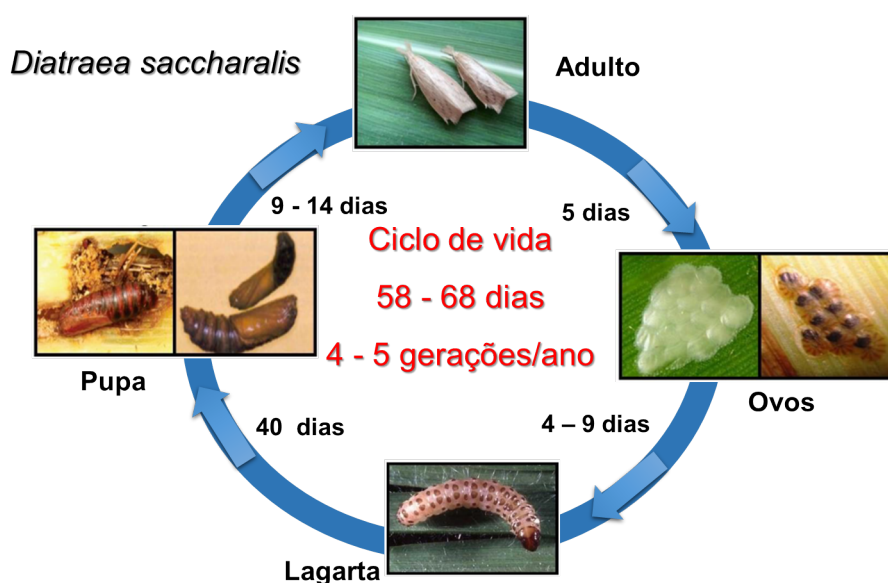 Diatraea saccharalis
Adulto
9 - 14 dias
5 dias
Ciclo de vida
58 - 68 dias
4 - 5 gerações/ano
Pupa
Ovos
40 dias
4 – 9 dias
Lagarta